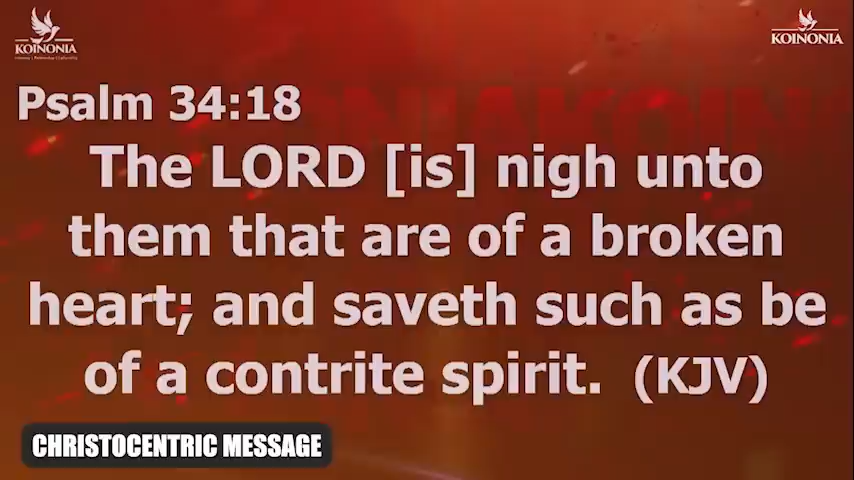 KOINONIA
KOINONIA
Psalm 34:18
The LORD [is] nigh unto
them that are of a broken
heart; and saveth such as be
of a contrite spirit. (KJV)
CHRISTOCENTRIC MESSAGE